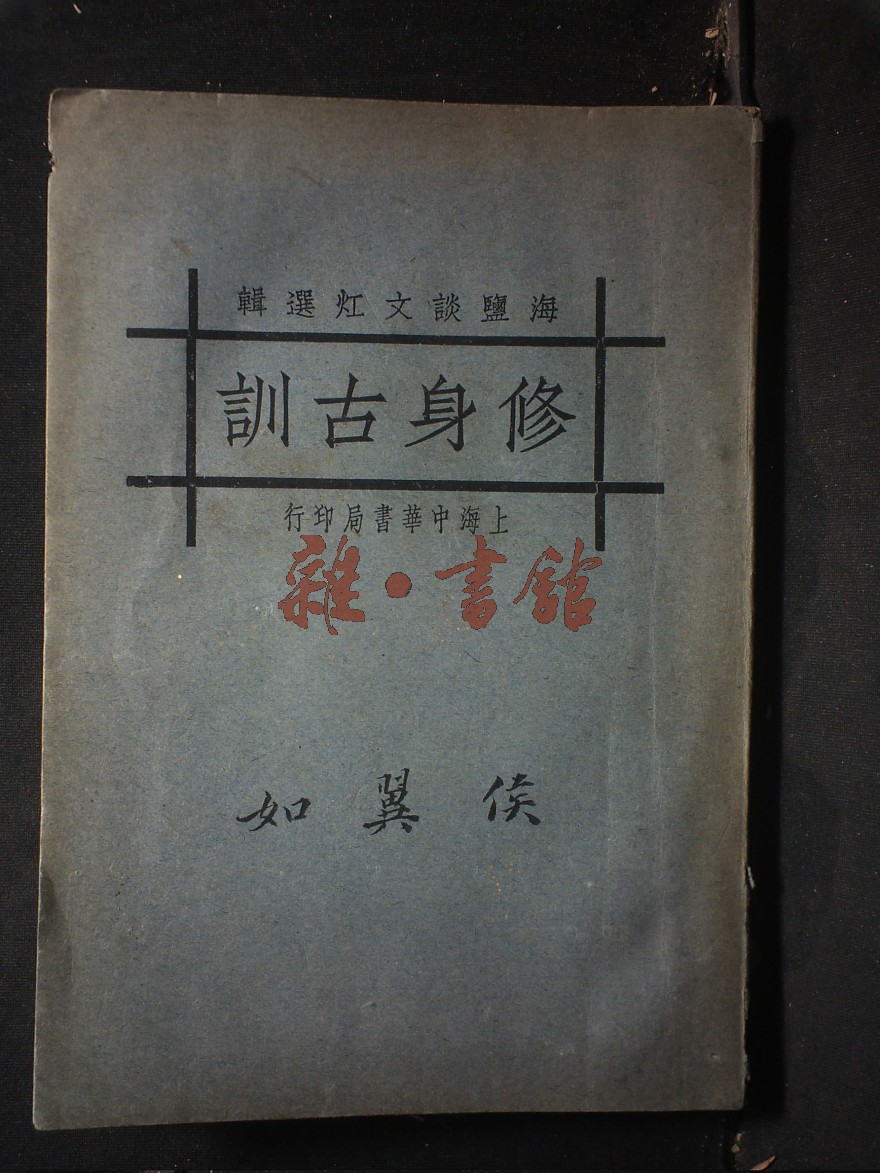 海鹽談文灴選輯
修身古訓
上海中華書局印行
雜·書館
侯翼如